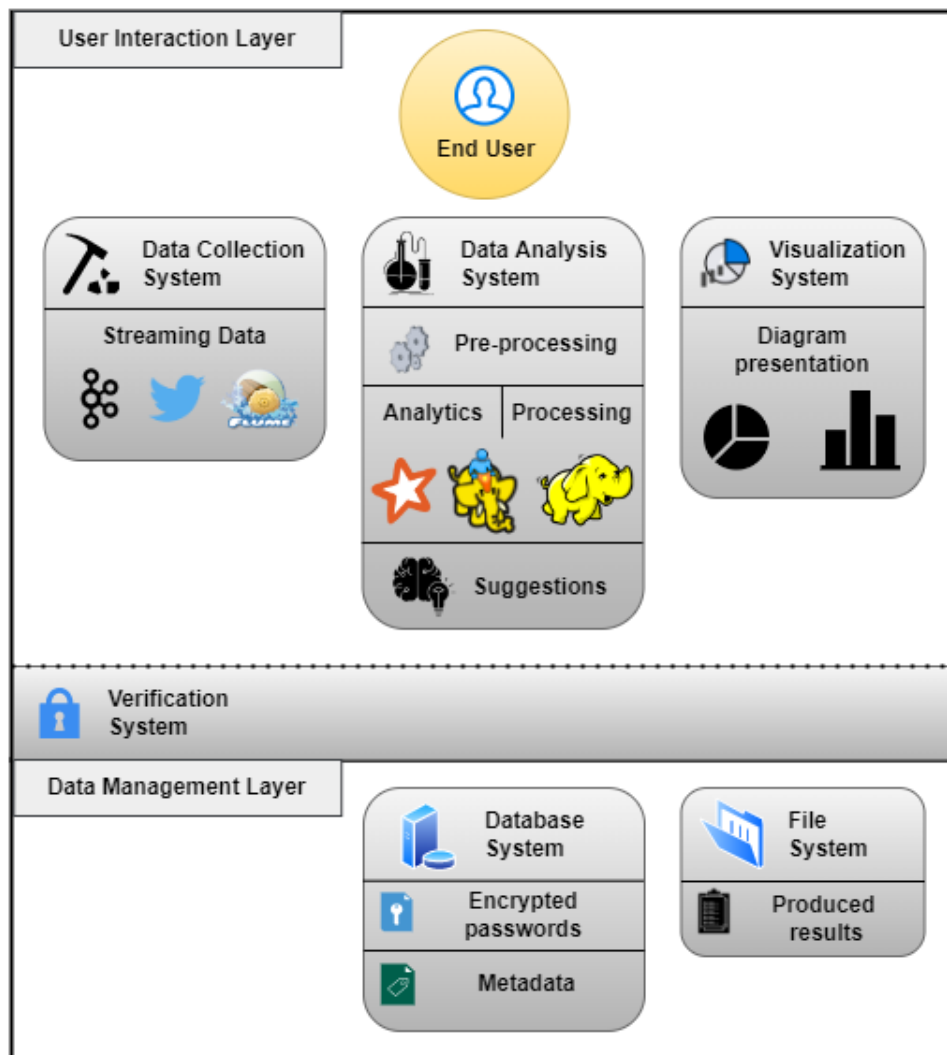 User Interaction Layer
End User
Data Collection
System
Streaming Data
FLUME
Data Analysis
System
Pre-processing
Analytics
Processing
Suggestions
Visualization
System
Diagram
presentation
Verification
System
Data Management Layer
Database
System
Encrypted
passwords
Metadata
File
System
Produced
results